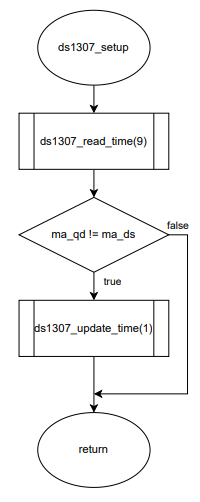 ds1307_setup
ds1307_read_time(9)
ma_qd != ma_ds
false
true
ds1307_update_time(1)
return